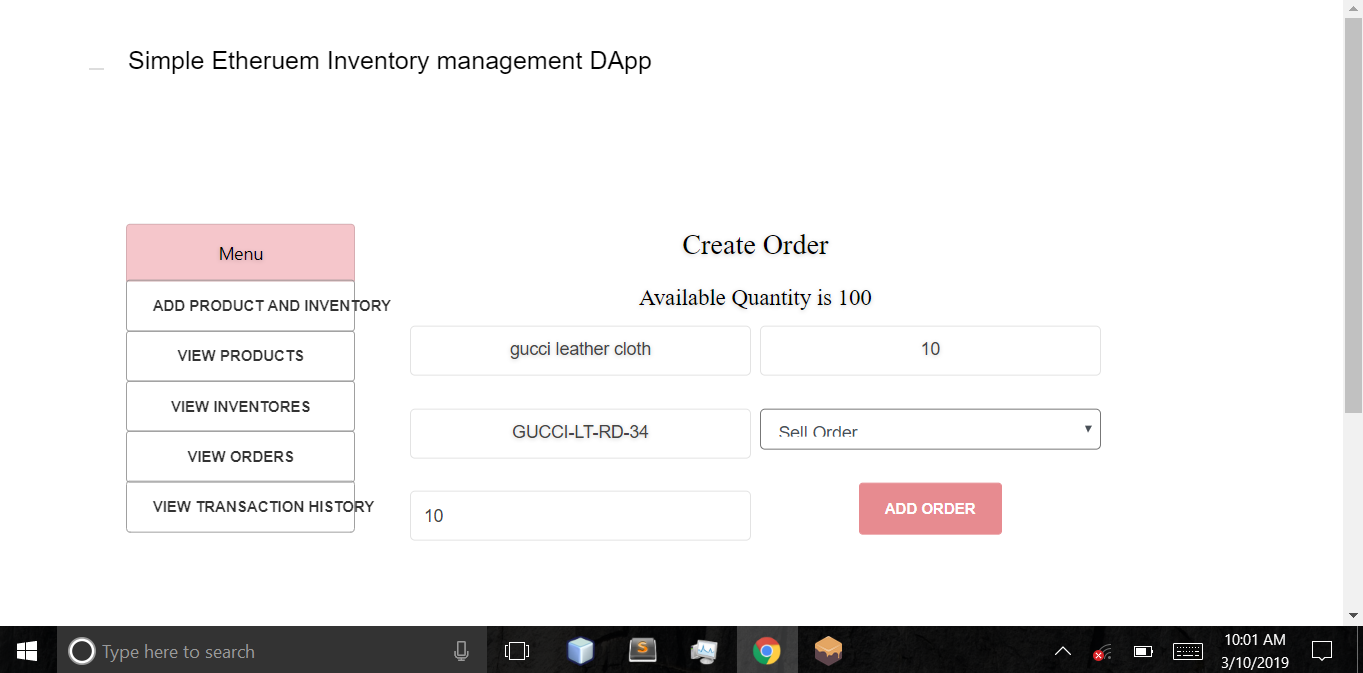 Simple Etheruem Inventory management DApp
Menu
ADD PRODUCT AND INVENTORY
VIEW PRODUCTS
VIEW INVENTORES
VIEW ORDERS
VIEW TRANSACTION HISTORY
Create Order
Available Quantity is 100
gucci leather cloth
10
GUCCI-LT-RD-34
Sell Order
10
ADD ORDER
Type here to search
S
10:01 AM
3/10/2019